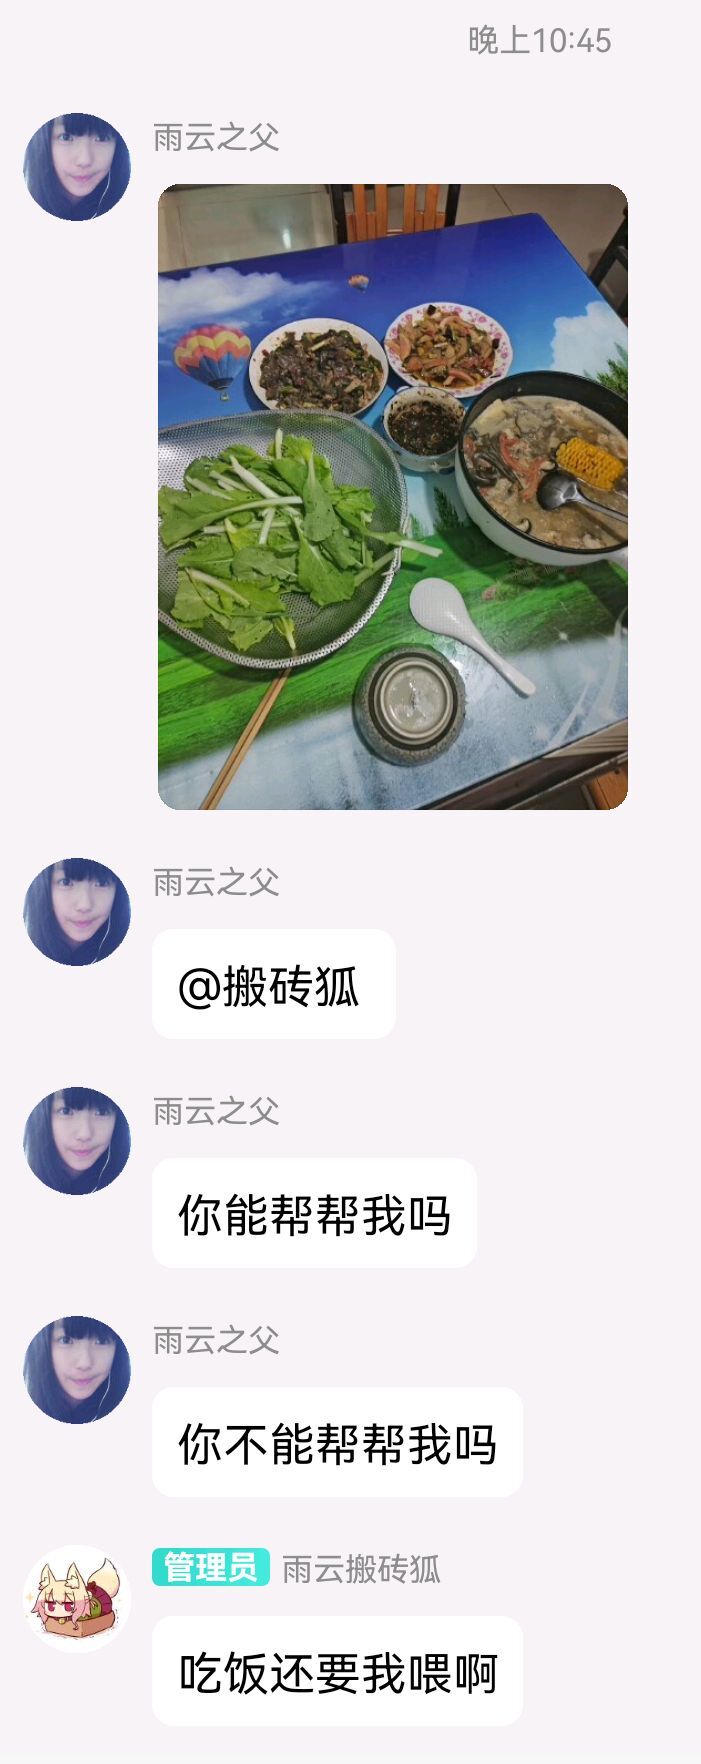 晚上10:45
雨云之父
雨云之父
@搬砖狐
雨云之父
你能帮帮我吗
雨云之父
你不能帮帮我吗
管理员 雨云搬砖狐
吃饭还要我喂啊